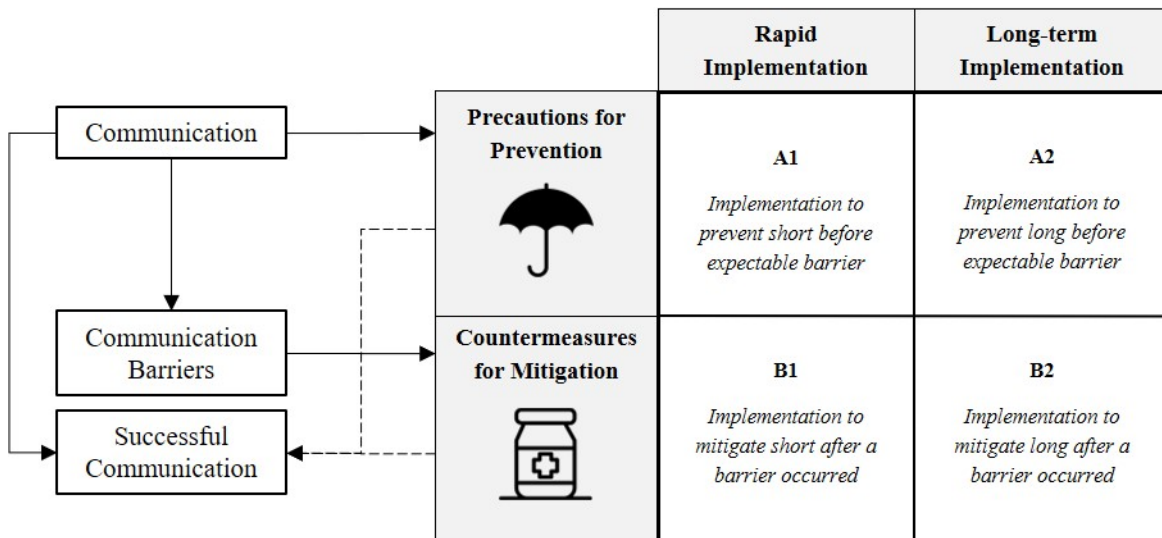 Rapid
Implementation
Long-term
Implementation
Communication
Precautions for
Prevention
A1
Implementation to
prevent short before
expectable barrier
A2
Implementation to
prevent long before
expectable barrier
Communication
Barriers
Successful
Communication
Countermeasures
for Mitigation
B1
Implementation to
mitigate short after a
barrier occurred
B2
Implementation to
mitigate long after a
barrier occurred